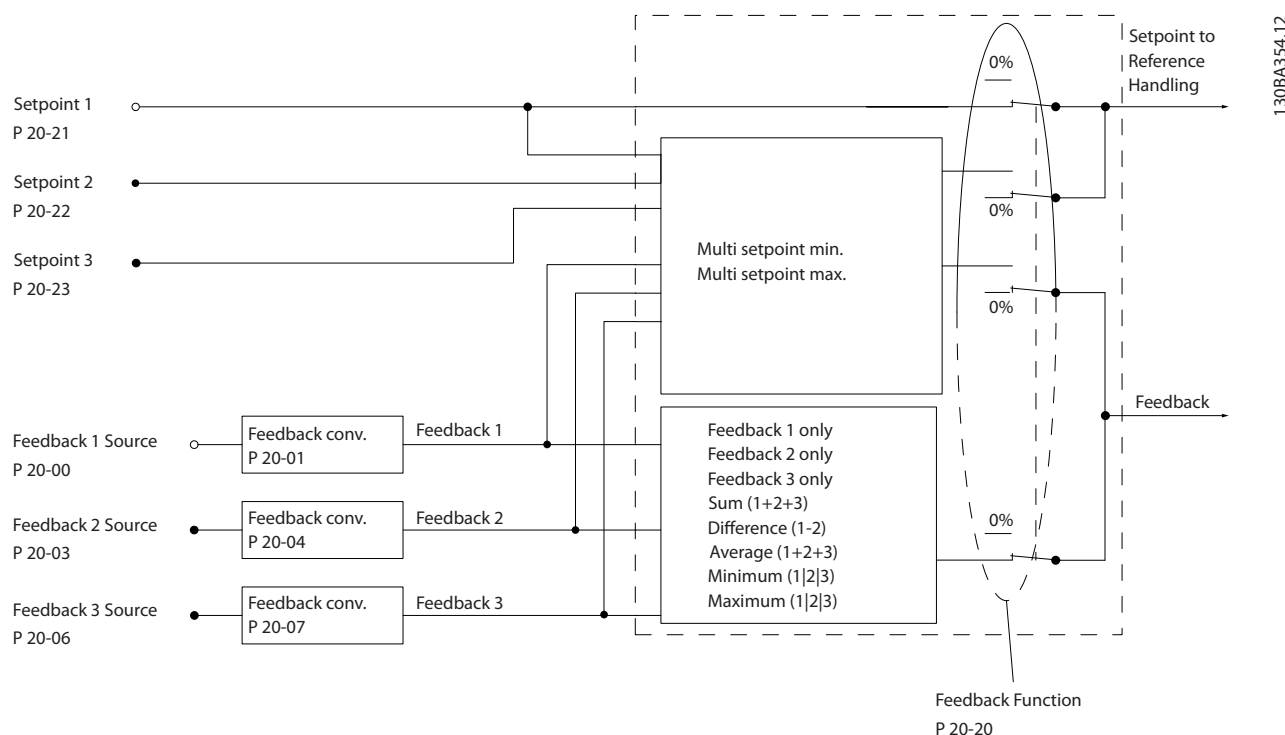 130BA354.12
0%
Setpoint to
Reference
Handling
Setpoint 1
P 20-21
Setpoint 2
P 20-22
0%
Setpoint 3
P 20-23
Multi setpoint min.
Multi setpoint max.
0%
Feedback
Feedback 1 Source
P 20-00
Feedback conv.
P 20-01
Feedback 1
Feedback 2 Source
P 20-03
Feedback conv.
P 20-04
Feedback 2
Feedback 3 Source
P 20-06
Feedback conv.
P 20-07
Feedback 3
Feedback 1 only
Feedback 2 only
Feedback 3 only
Sum (1+2+3)
Difference (1-2)
Average (1+2+3)
Minimum (1|2|3)
Maximum (1|2|3)
0%
Feedback Function
P 20-20